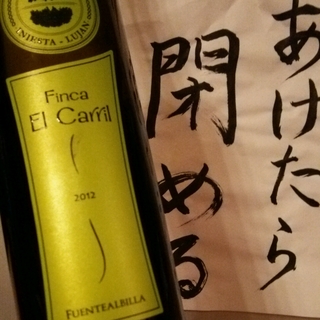 INIESTA - LUJAN
Finca
El Carril
2012
FUENTEALBILLA
あけたら
閉める